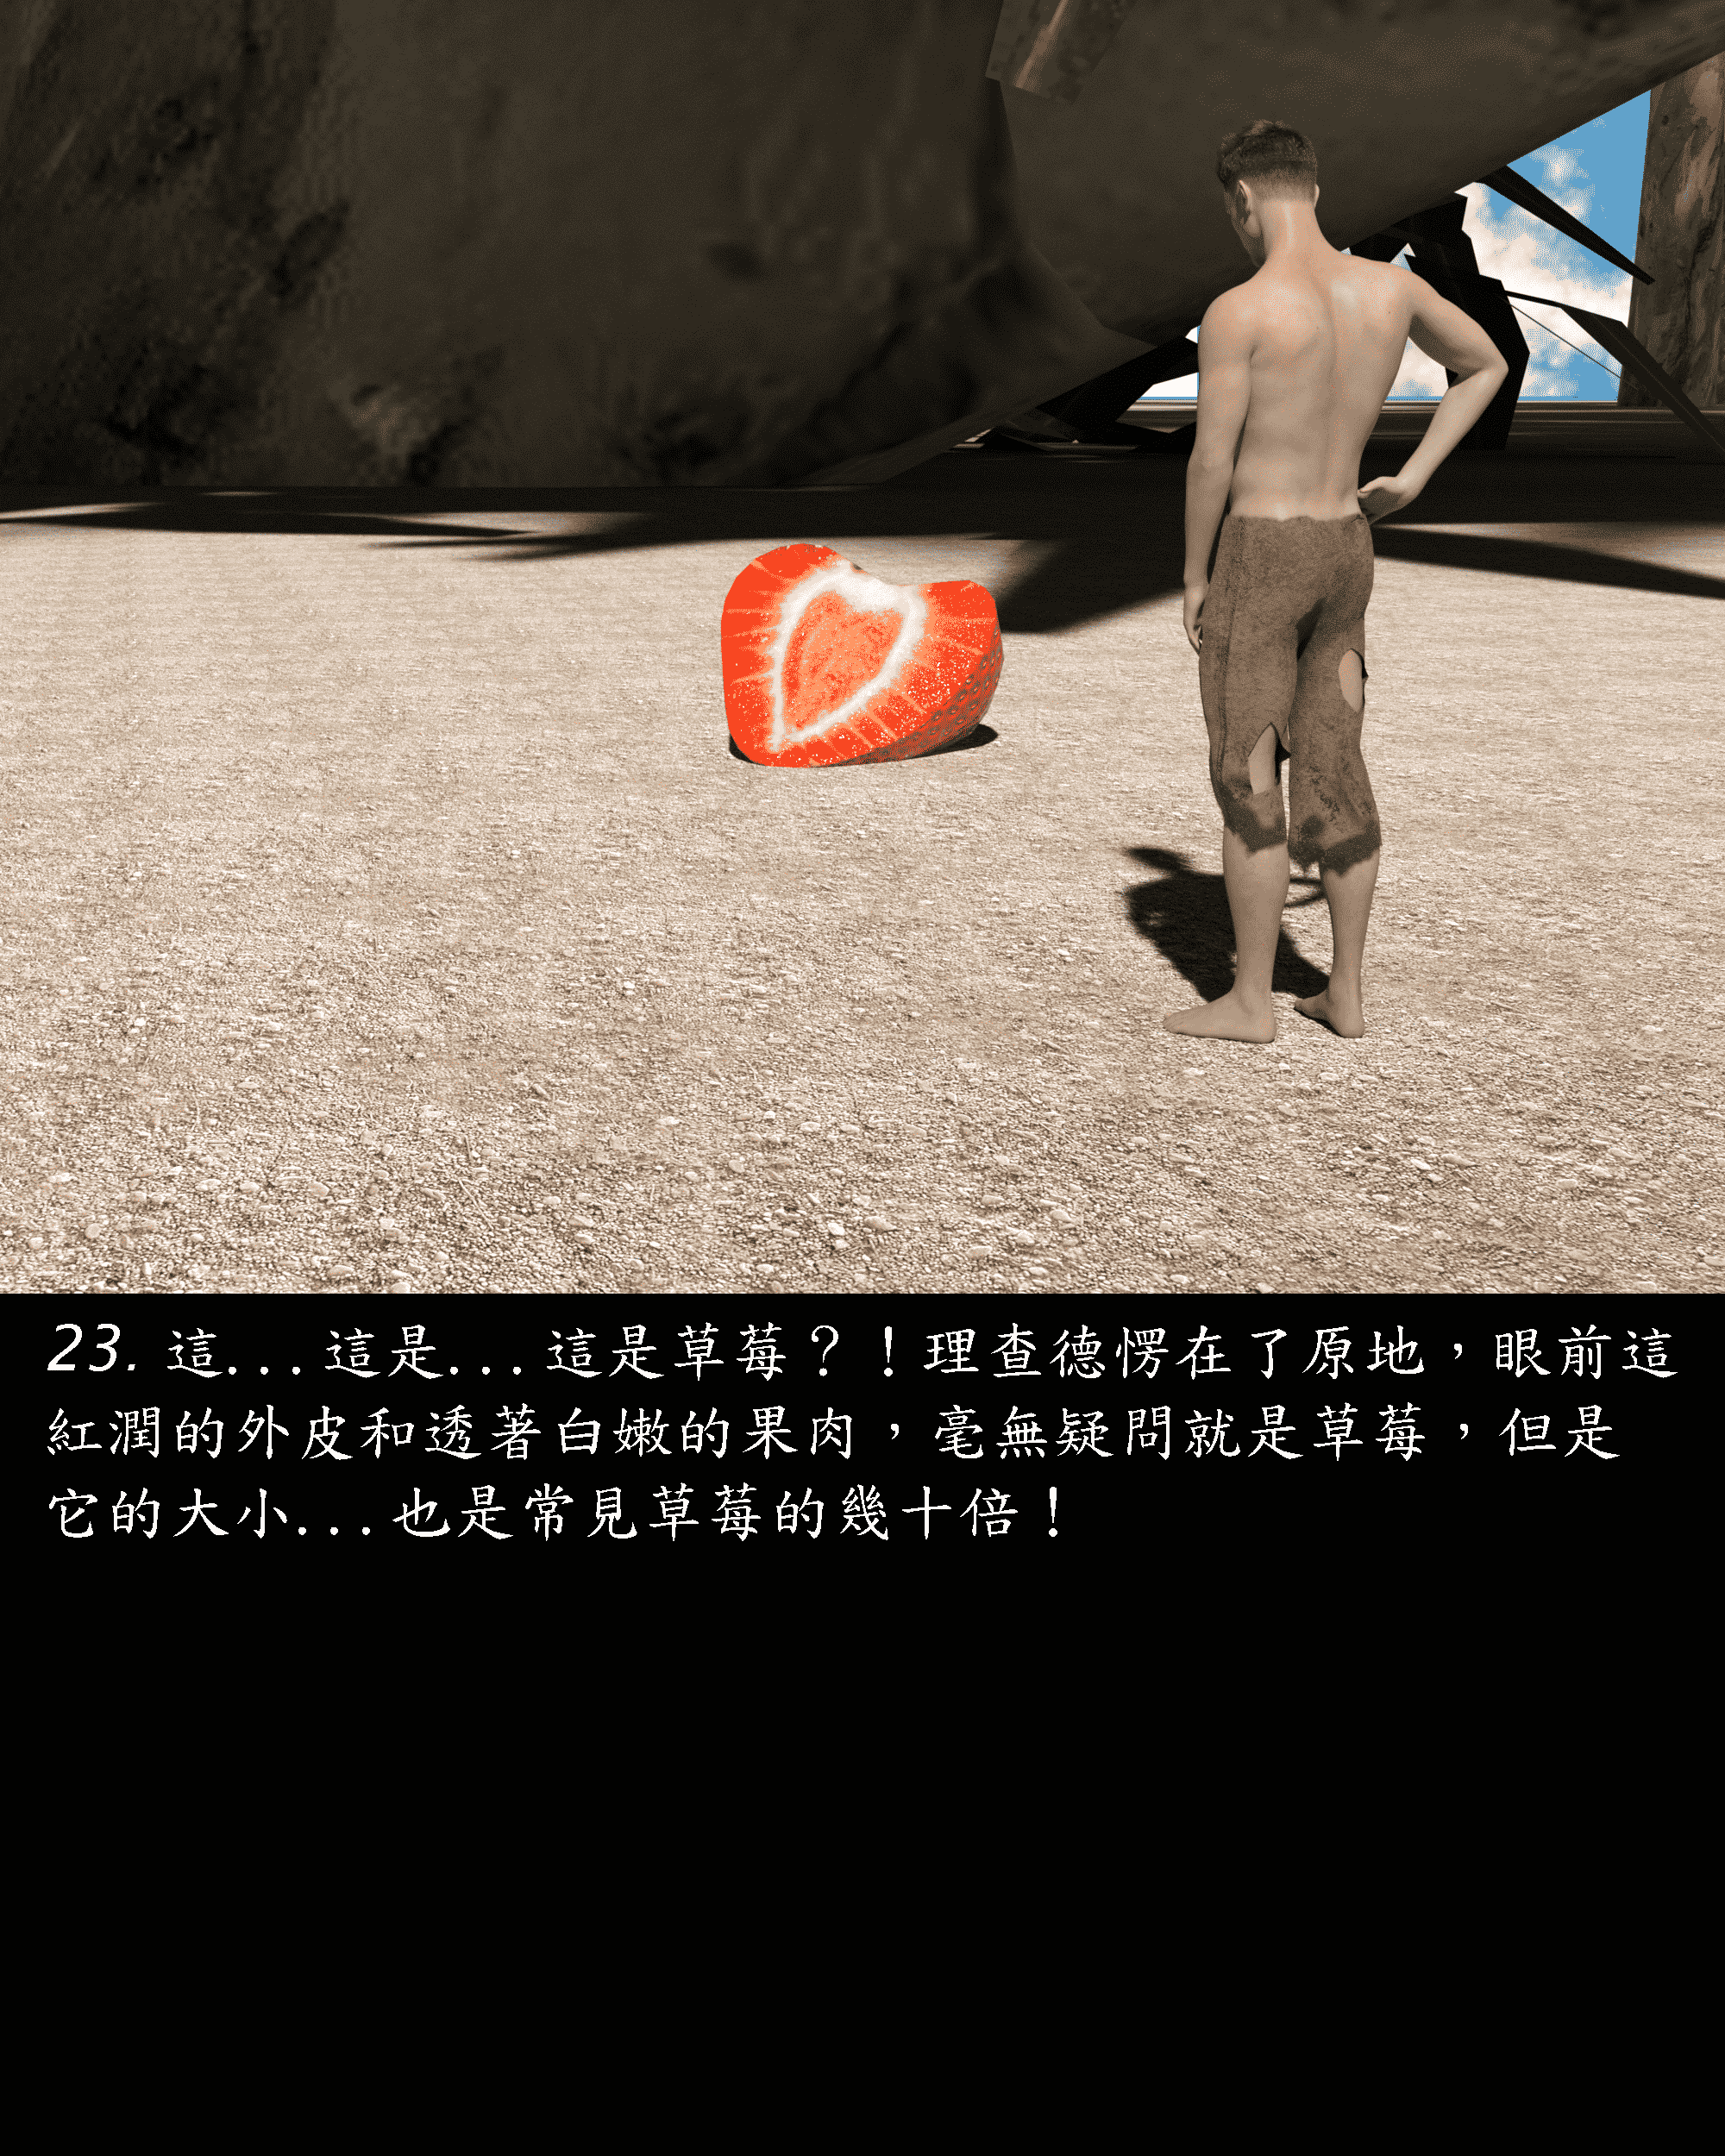 23. 這...這是...這是草莓？！理查德愣在了原地，眼前這
紅潤的外皮和透著白嫩的果肉，毫無疑問就是草莓，但是
它的大小...也是常見草莓的幾十倍！